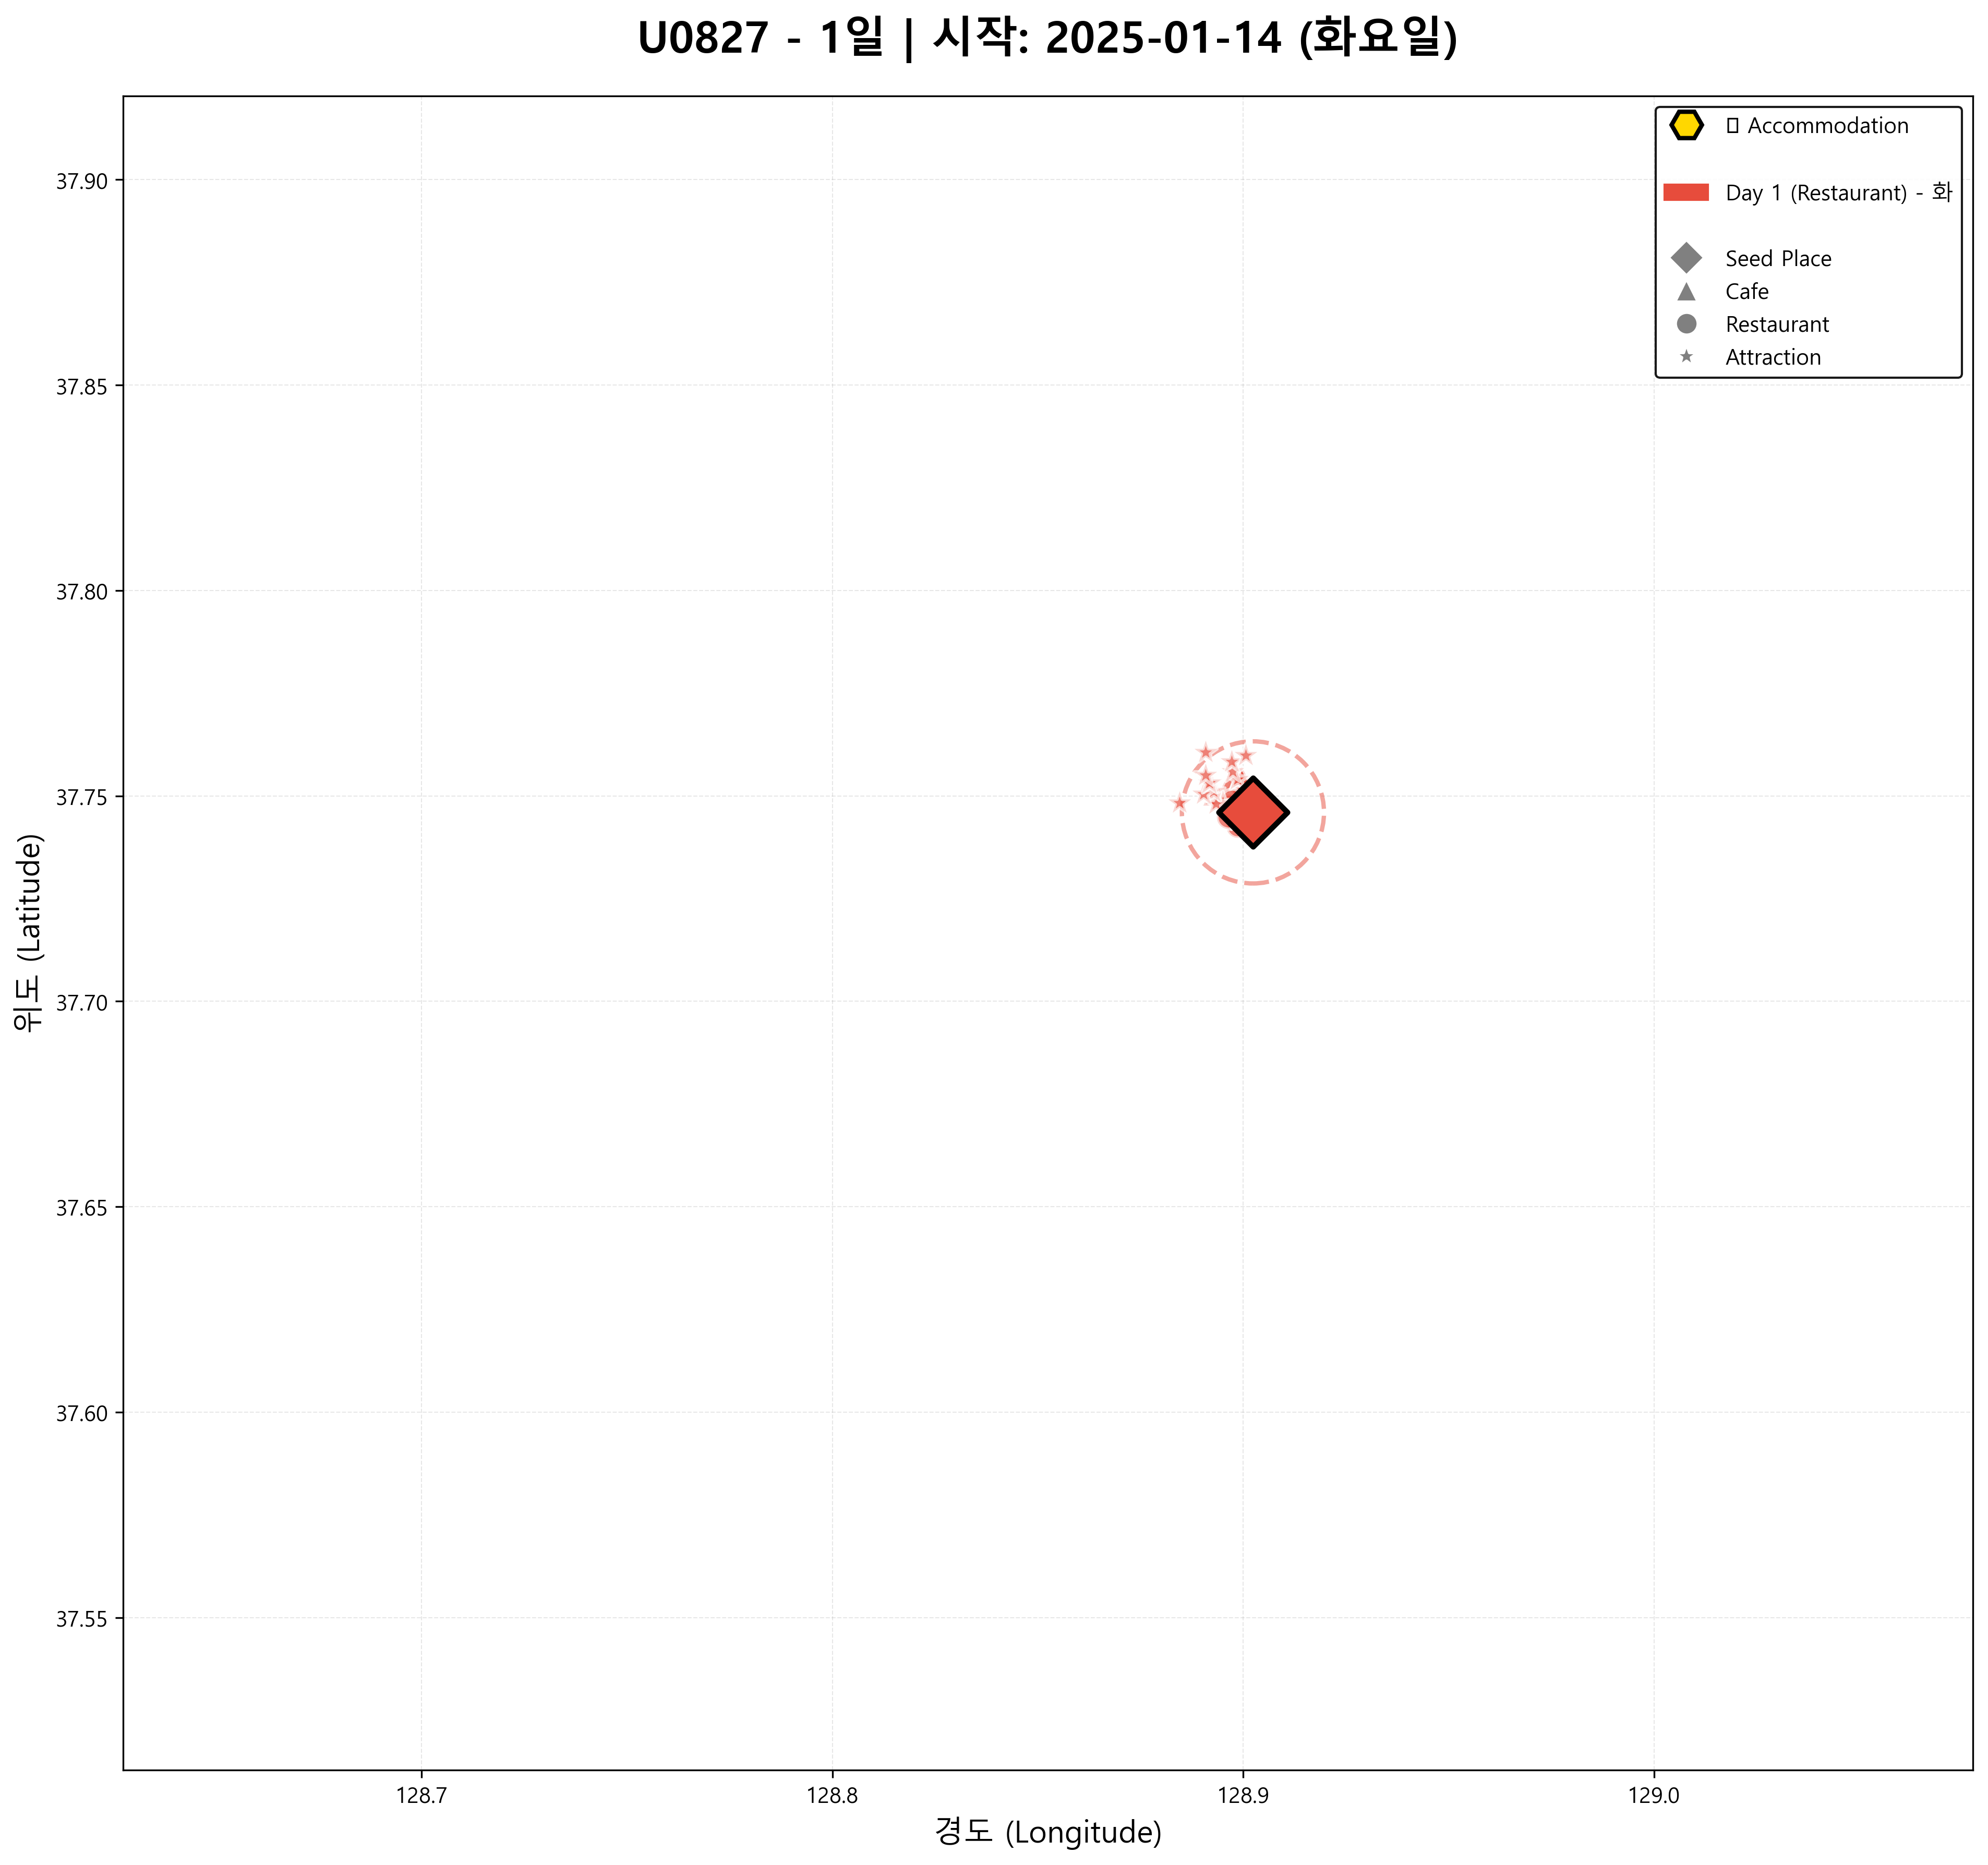 U0827 - 1일 | 시작: 2025-01-14 (화요일)
Accommodation
Day 1 (Restaurant) - 화
Seed Place
Cafe
Restaurant
Attraction
37.90
37.85
37.80
37.75
37.70
37.65
37.60
37.55
위도 (Latitude)
128.7
128.8
128.9
129.0
경도 (Longitude)